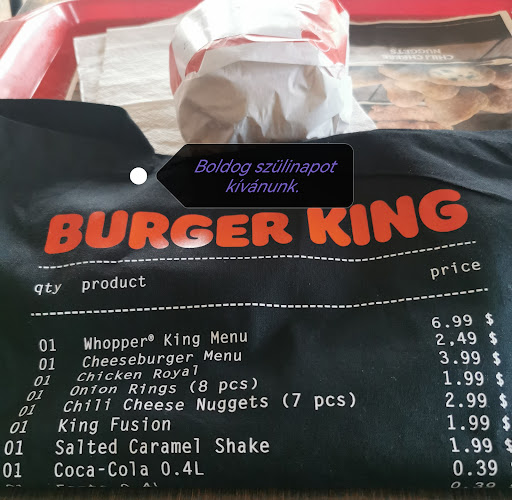 CHILI CHEESE
NUGGETS
Boldog szülinapot
kívánunk.
BURGER KING
qty product price
01 Whopper® King Menu 6.99 $
01 Cheeseburger Menu 2,49 $
01 Chicken Royal 3.99 $
01 Onion Rings (8 pcs) 1.99 $
01 Chili Cheese Nuggets (7 pcs) 2.99 $
01 King Fusion 1.99 $
01 Salted Caramel Shake 1.99 $
01 Coca-Cola 0.4L 0.39 $